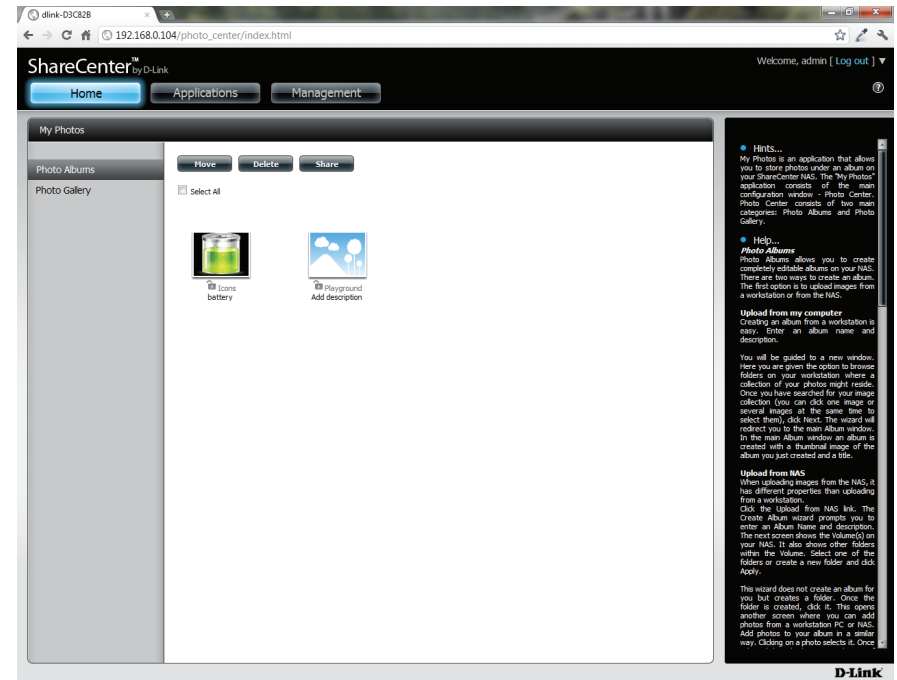 dlink-D3C82B
192.168.0.104/photo_center/index.html
ShareCenter™ by D-Link
Welcome, admin [ Log out ]
Home Applications Management
My Photos
Photo Albums
Photo Gallery
Move Delete Share
Select All
Icons
battery
Playground
Add description
Hints...
My Photos is an application that allows
you to store photos under an album on
your ShareCenter NAS. The "My Photos"
application consists of the main
configuration window - Photo Center.
Photo Center consists of two main
categories: Photo Albums and Photo
Gallery.
Help...
Photo Albums
Photo Albums allows you to create
completely editable albums on your NAS.
There are two ways to create an album.
The first option is to upload images from
a workstation or from the NAS.
Upload from my computer
Creating an album from a workstation is
easy. Enter an album name and
description.
You will be guided to a new window.
Here you are given the option to browse
folders on your workstation where a
collection of your photos might reside.
Once you have searched for your image
collection (you can click one image or
several images at the same time to
select them), click Next. The wizard will
redirect you to the main Album window.
In the main Album window an album is
created with a thumbnail image of the
album you just created and a title.
Upload from NAS
When uploading images from the NAS, it
has different properties than uploading
from a workstation.
Click the Upload from NAS link. The
Create Album wizard prompts you to
enter an Album Name and description.
The next screen shows the Volume(s) on
your NAS. It also shows other folders
within the Volume. Select one of the
folders or create a new folder and click
Apply.
This wizard does not create an album for
you but creates a folder. Once the
folder is created, click it. This opens
another screen where you can add
photos from a workstation PC or NAS.
Add photos to your album in a similar
way. Clicking on a photo selects it. Once
D-Link